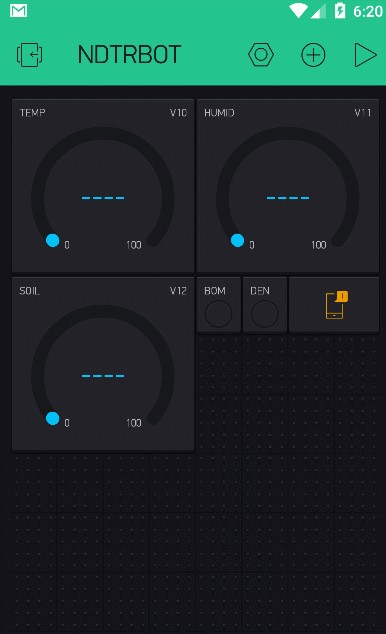 6:20
NDTRBOT
TEMP V10
HUMID V11
----
----
0 100
0 100
SOIL V12
BOM
DEN
----
0 100